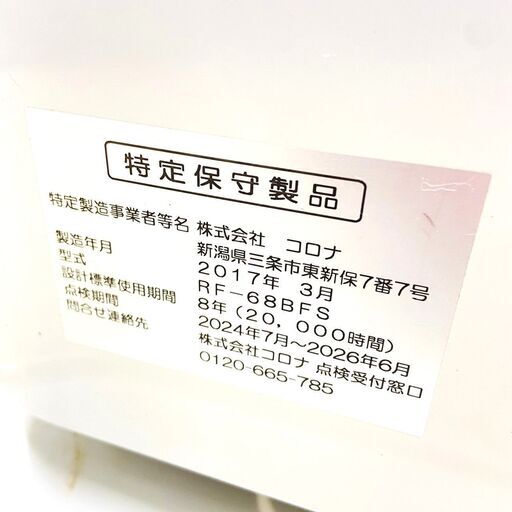 特定保守製品
特定製造事業者等名 株式会社 コロナ
新潟県三条市東新保7番7号
製造年月 2017年 3月
型式 RF-68BFS
設計標準使用期間 8年(20,000時間)
点検期間 2024年7月~2026年6月
問合せ連絡先 株式会社コロナ 点検受付窓口
0120-665-785